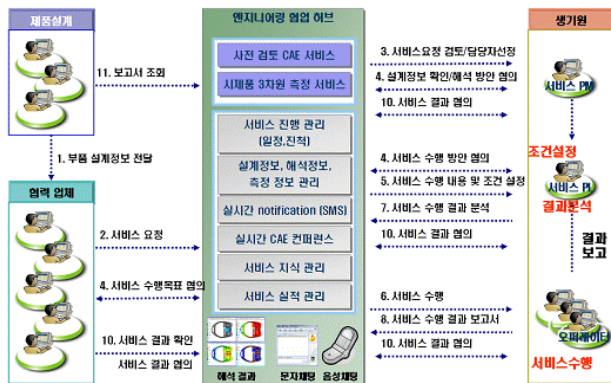 제품설계
엔지니어링 협업 허브
생기원
사전 검토 CAE 서비스
시제품 3차원 측정 서비스
11. 보고서 조회
3. 서비스요청 검토/담당자선정
4. 설계정보 확인/해석 방안 협의
10. 서비스 결과 협의
서비스 PM
1. 부품 설계정보 전달
서비스 진행 관리
(일정,진척)
설계정보, 해석정보,
측정 정보 관리
실시간 notification (SMS)
실시간 CAE 컨퍼런스
서비스 지식 관리
서비스 실적 관리
조건설정
4. 서비스 수행 방안 협의
5. 서비스 수행 내용 및 조건 설정
7. 서비스 수행 결과 분석
10. 서비스 결과 협의
서비스 PL
결과분석
결과
보고
협력 업체
2. 서비스 요청
4. 서비스 수행목표 협의
10. 서비스 결과 확인
서비스 결과 협의
6. 서비스 수행
8. 서비스 수행 결과 보고서
10. 서비스 결과 협의
오퍼레이터
서비스수행
해석 결과
문자채팅
음성채팅